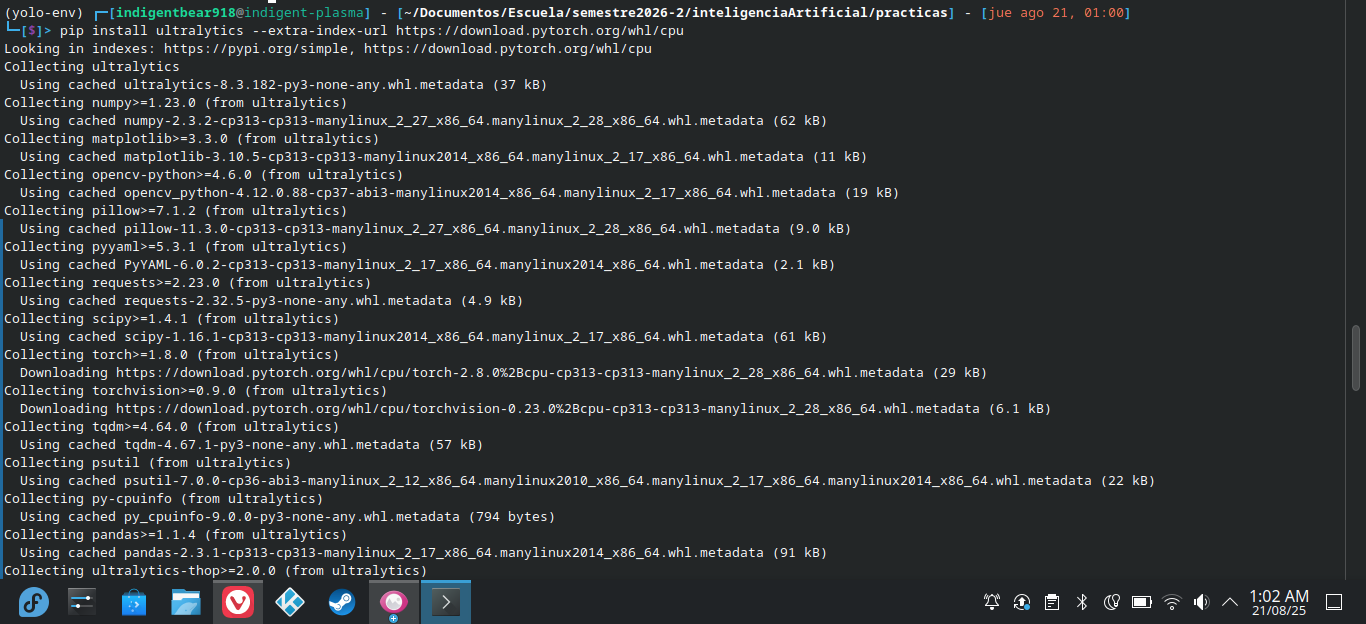 (yolo-env) ┌─[indigentbear918@indigent-plasma] - [~/Documentos/Escuela/semestre2026-2/inteligenciaArtificial/practicas] - [jue ago 21, 01:00]
└─[$]> pip install ultralytics --extra-index-url https://download.pytorch.org/whl/cpu
Looking in indexes: https://pypi.org/simple, https://download.pytorch.org/whl/cpu
Collecting ultralytics
  Using cached ultralytics-8.3.182-py3-none-any.whl.metadata (37 kB)
Collecting numpy>=1.23.0 (from ultralytics)
  Using cached numpy-2.3.2-cp313-cp313-manylinux_2_27_x86_64.manylinux_2_28_x86_64.whl.metadata (62 kB)
Collecting matplotlib>=3.3.0 (from ultralytics)
  Using cached matplotlib-3.10.5-cp313-cp313-manylinux2014_x86_64.manylinux_2_17_x86_64.whl.metadata (11 kB)
Collecting opencv-python>=4.6.0 (from ultralytics)
  Using cached opencv_python-4.12.0.88-cp37-abi3-manylinux2014_x86_64.manylinux_2_17_x86_64.whl.metadata (19 kB)
Collecting pillow>=7.1.2 (from ultralytics)
  Using cached pillow-11.3.0-cp313-cp313-manylinux_2_27_x86_64.manylinux_2_28_x86_64.whl.metadata (9.0 kB)
Collecting pyyaml>=5.3.1 (from ultralytics)
  Using cached PyYAML-6.0.2-cp313-cp313-manylinux_2_17_x86_64.manylinux2014_x86_64.whl.metadata (2.1 kB)
Collecting requests>=2.23.0 (from ultralytics)
  Using cached requests-2.32.5-py3-none-any.whl.metadata (4.9 kB)
Collecting scipy>=1.4.1 (from ultralytics)
  Using cached scipy-1.16.1-cp313-cp313-manylinux2014_x86_64.manylinux_2_17_x86_64.whl.metadata (61 kB)
Collecting torch>=1.8.0 (from ultralytics)
  Downloading https://download.pytorch.org/whl/cpu/torch-2.8.0%2Bcpu-cp313-cp313-manylinux_2_28_x86_64.whl.metadata (29 kB)
Collecting torchvision>=0.9.0 (from ultralytics)
  Downloading https://download.pytorch.org/whl/cpu/torchvision-0.23.0%2Bcpu-cp313-cp313-manylinux_2_28_x86_64.whl.metadata (6.1 kB)
Collecting tqdm>=4.64.0 (from ultralytics)
  Using cached tqdm-4.67.1-py3-none-any.whl.metadata (57 kB)
Collecting psutil (from ultralytics)
  Using cached psutil-7.0.0-cp36-abi3-manylinux_2_12_x86_64.manylinux2010_x86_64.manylinux_2_17_x86_64.manylinux2014_x86_64.whl.metadata (22 kB)
Collecting py-cpuinfo (from ultralytics)
  Using cached py_cpuinfo-9.0.0-py3-none-any.whl.metadata (794 bytes)
Collecting pandas>=1.1.4 (from ultralytics)
  Using cached pandas-2.3.1-cp313-cp313-manylinux_2_17_x86_64.manylinux2014_x86_64.whl.metadata (91 kB)
Collecting ultralytics-thop>=2.0.0 (from ultralytics)
1:02 AM
21/08/25